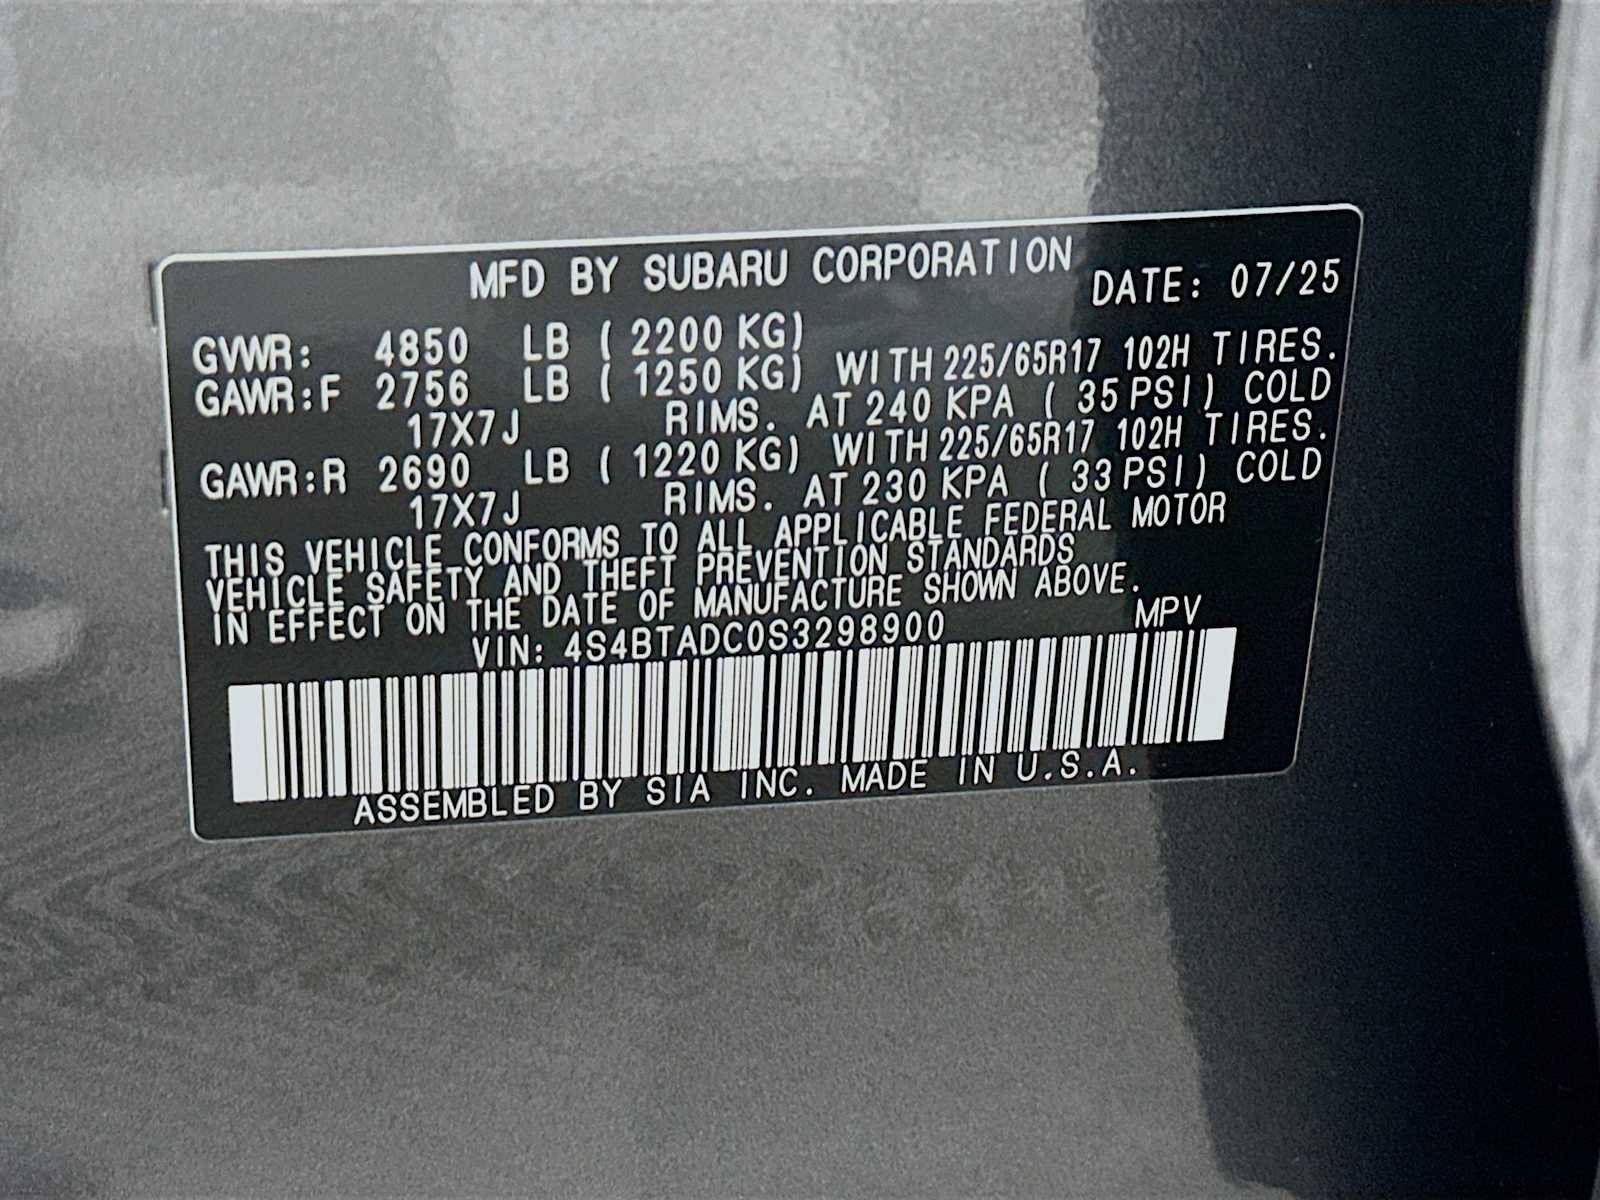 MFD BY SUBARU CORPORATION DATE: 07/25
GVWR: 4850 LB ( 2200 KG)
GAWR:F 2756 LB ( 1250 KG) WITH 225/65R17 102H TIRES.
17X7J RIMS. AT 240 KPA ( 35 PSI) COLD
GAWR:R 2690 LB ( 1220 KG) WITH 225/65R17 102H TIRES.
17X7J RIMS. AT 230 KPA ( 33 PSI) COLD
THIS VEHICLE CONFORMS TO ALL APPLICABLE FEDERAL MOTOR
VEHICLE SAFETY AND THEFT PREVENTION STANDARDS
IN EFFECT ON THE DATE OF MANUFACTURE SHOWN ABOVE.
VIN: 4S4BTADC0S3298900 MPV
ASSEMBLED BY SIA INC. MADE IN U.S.A.